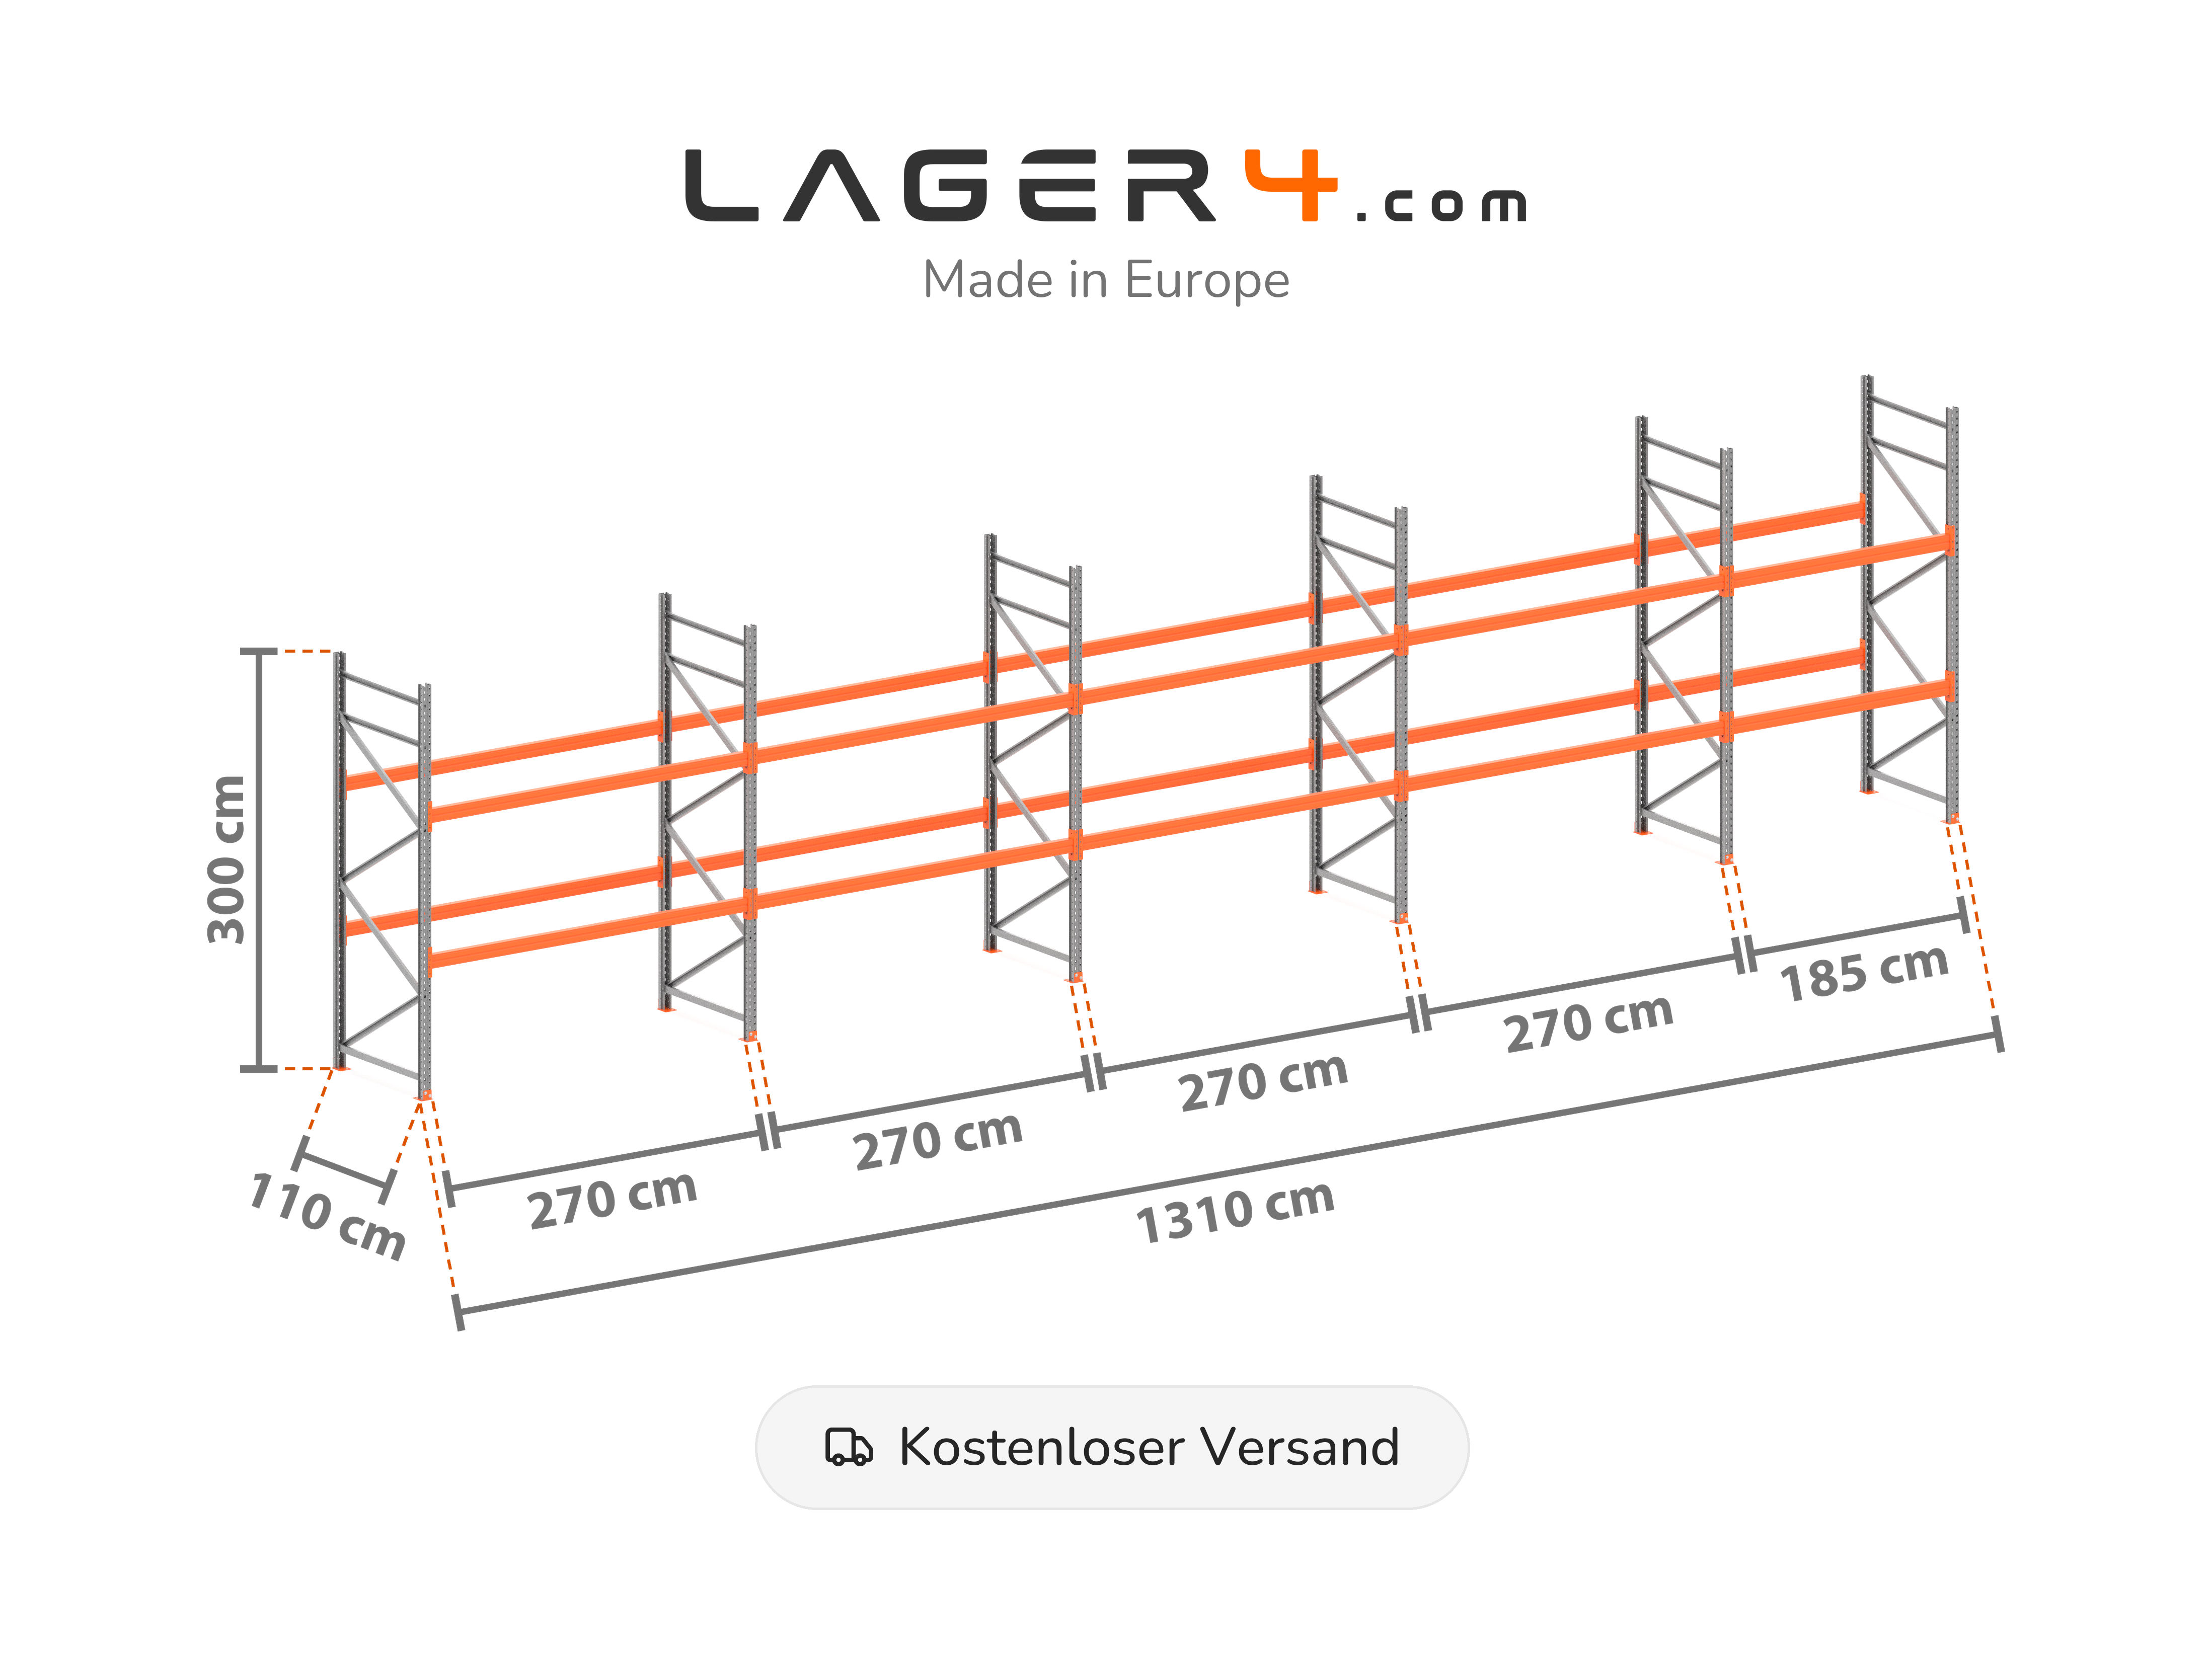 LAGER4.com
Made in Europe
300 cm
110 cm
270 cm
270 cm
270 cm
270 cm
185 cm
1310 cm
Kostenloser Versand